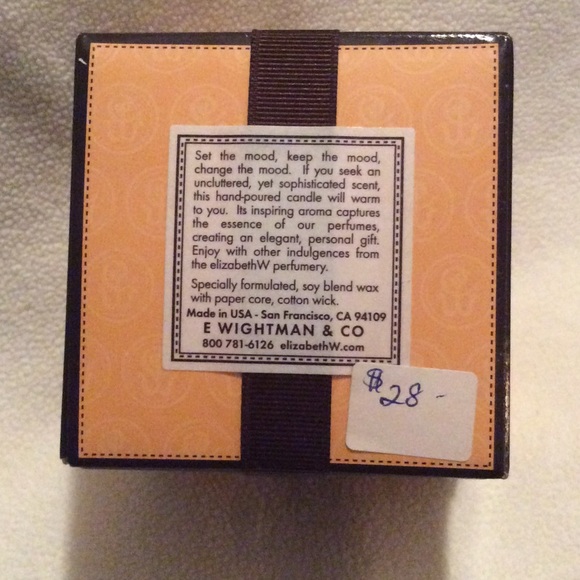 Set the mood, keep the mood,
change the mood. If you seek an
uncluttered, yet sophisticated scent,
this hand-poured candle will warm
to you. Its inspiring aroma captures
the essence of our perfumes,
creating an elegant, personal gift.
Enjoy with other indulgences from
the elizabethW perfumery.
Specially formulated, soy blend wax
with paper core, cotton wick.
Made in USA - San Francisco, CA 94109
E WIGHTMAN & CO
800 781-6126 elizabethW.com
$28-